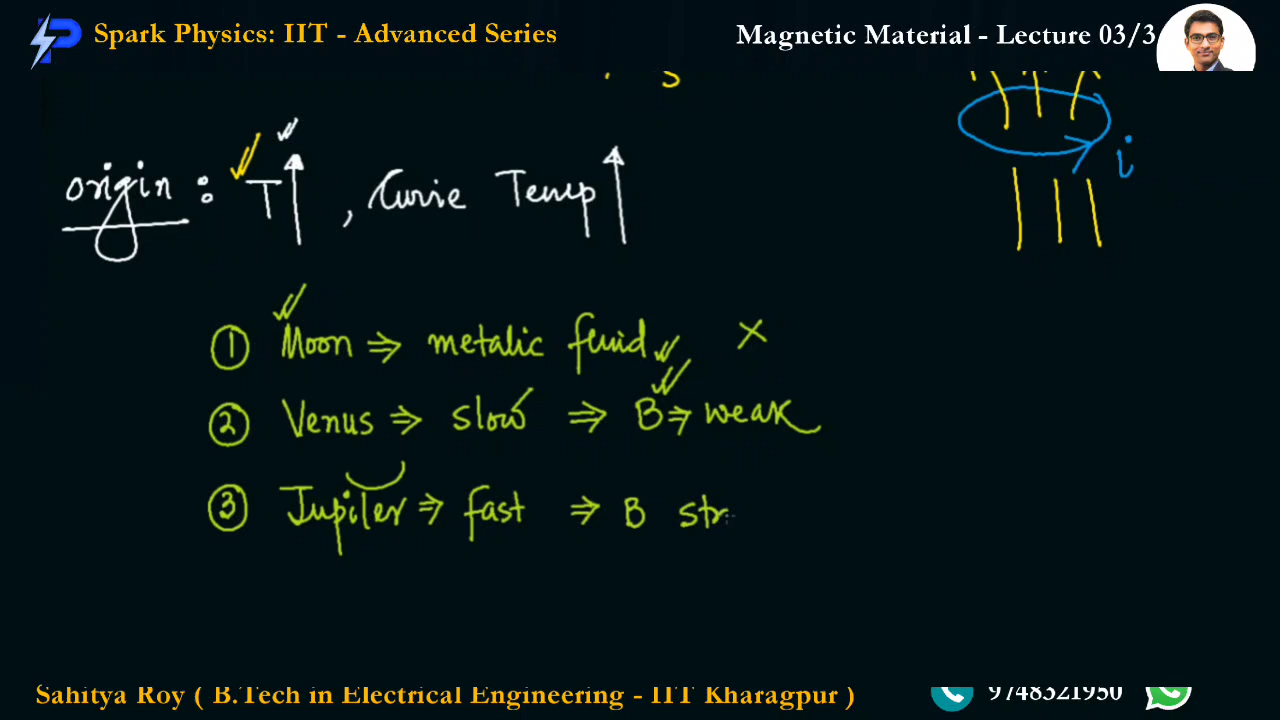 Spark Physics: IIT - Advanced Series
Magnetic Material - Lecture 03/3
s
i
origin : T↑ , Curie Temp ↑
① Moon ⇒ metalic fluid ×
② Venus ⇒ slow ⇒ B ⇒ weak
③ Jupiter ⇒ fast ⇒ B str
Sahitya Roy ( B.Tech in Electrical Engineering - IIT Kharagpur )
9748321950